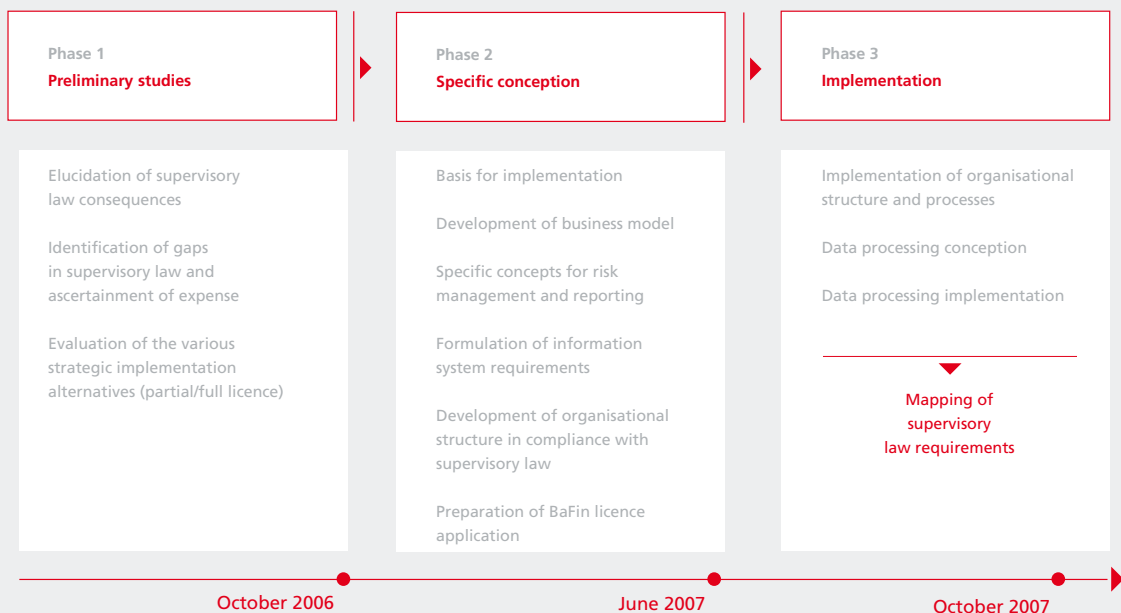 Phase 1
Preliminary studies
Phase 2
Specific conception
Phase 3
Implementation
Elucidation of supervisory
law consequences
Identification of gaps
in supervisory law and
ascertainment of expense
Evaluation of the various
strategic implementation
alternatives (partial/full licence)
Basis for implementation
Development of business model
Specific concepts for risk
management and reporting
Formulation of information
system requirements
Development of organisational
structure in compliance with
supervisory law
Preparation of BaFin licence
application
Implementation of organisational
structure and processes
Data processing conception
Data processing implementation
Mapping of
supervisory
law requirements
October 2006
June 2007
October 2007